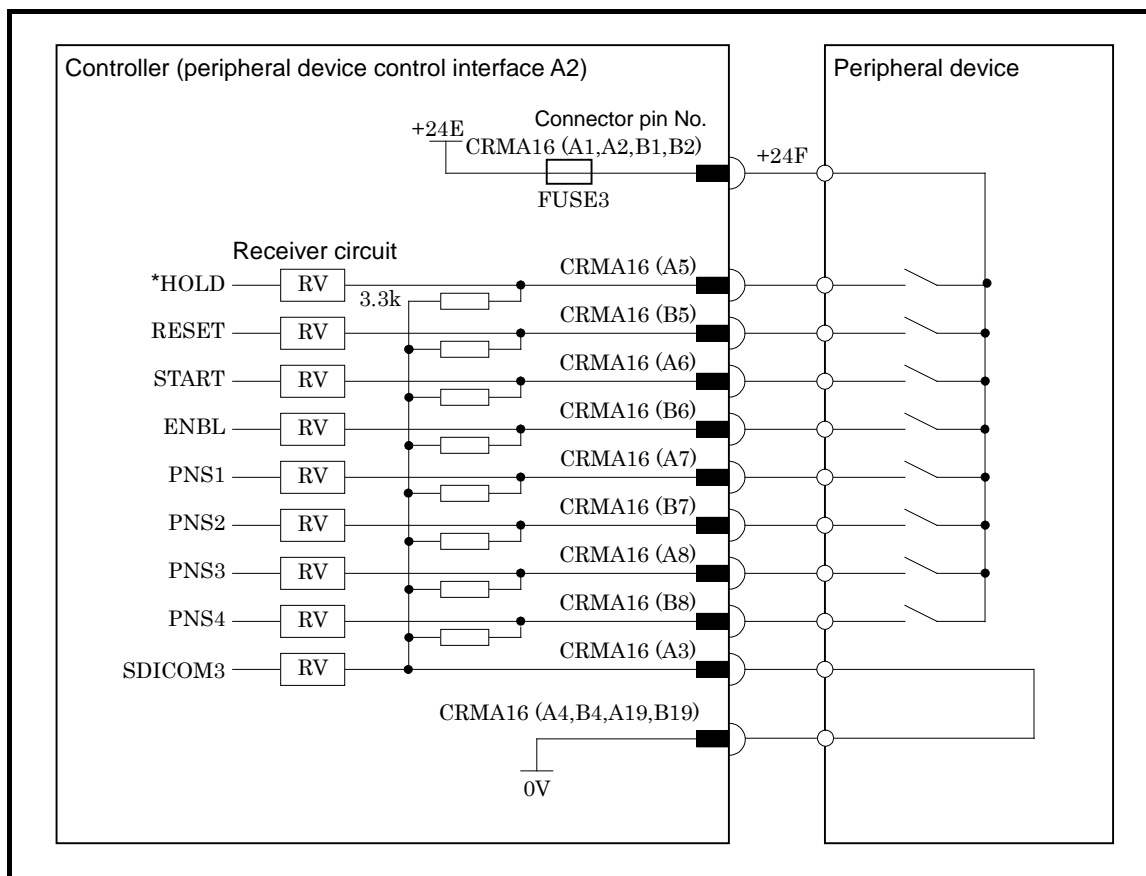 Controller (peripheral device control interface A2)
Peripheral device
Connector pin No.
+24E
CRMA16 (A1,A2,B1,B2)
+24F
FUSE3
Receiver circuit
*HOLD RV 3.3k CRMA16 (A5)
RESET RV CRMA16 (B5)
START RV CRMA16 (A6)
ENBL RV CRMA16 (B6)
PNS1 RV CRMA16 (A7)
PNS2 RV CRMA16 (B7)
PNS3 RV CRMA16 (A8)
PNS4 RV CRMA16 (B8)
SDICOM3 RV CRMA16 (A3)
CRMA16 (A4,B4,A19,B19)
0V